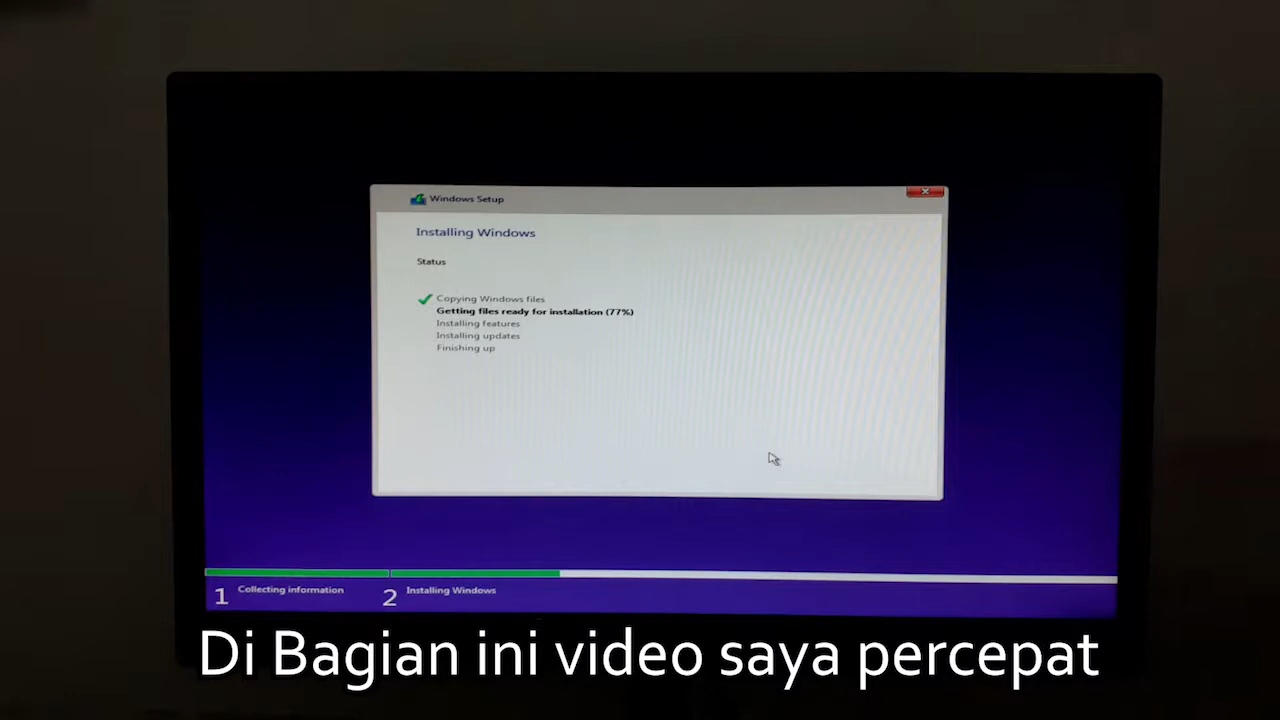 Windows Setup
Installing Windows
Status
Copying Windows files
Getting files ready for installation (77%)
Installing features
Installing updates
Finishing up
1 Collecting information
2 Installing Windows
Di Bagian ini video saya percepat